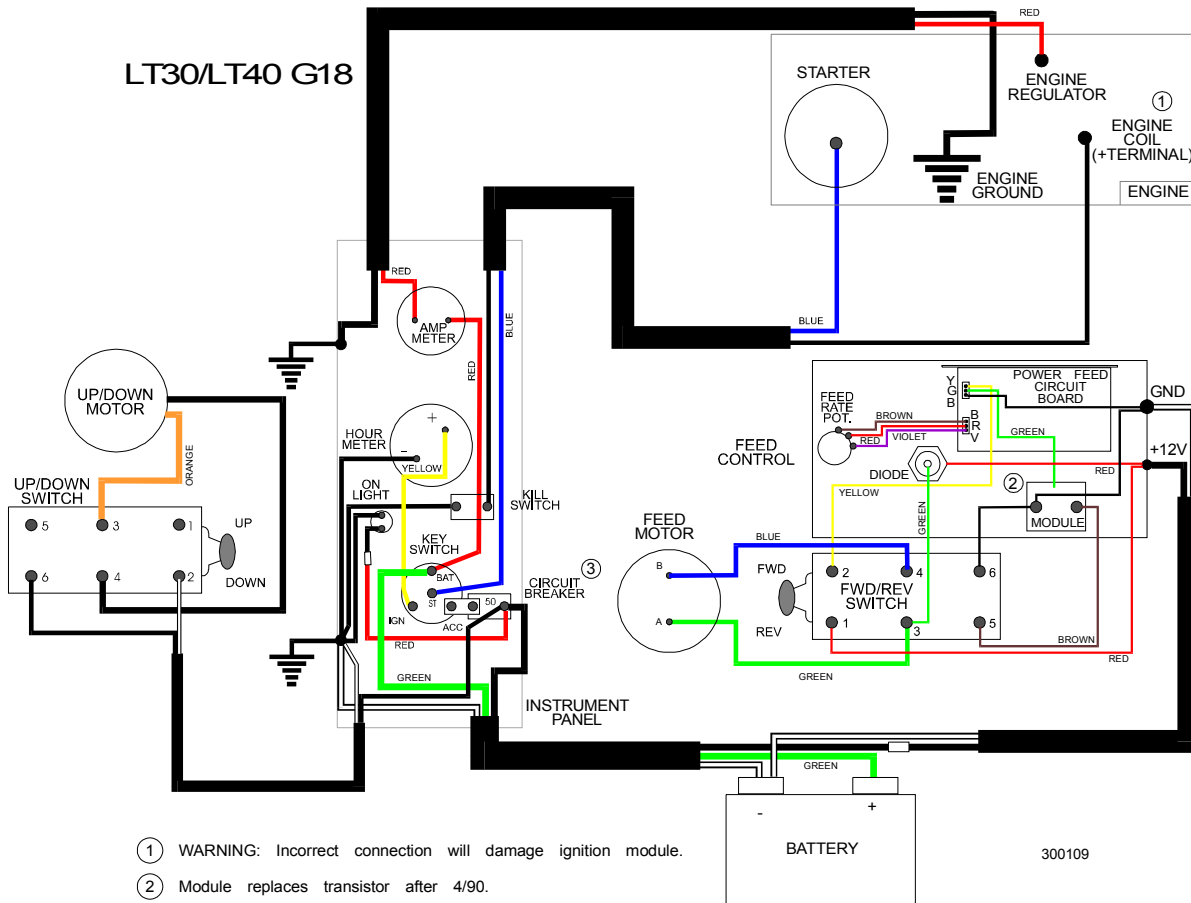 LT30/LT40 G18
RED
STARTER
ENGINE
REGULATOR
1
ENGINE
COIL
(+TERMINAL)
ENGINE
GROUND
ENGINE
RED
AMP
METER
RED
BLUE
BLUE
UP/DOWN
MOTOR
ORANGE
UP/DOWN
SWITCH
5
3
1
6
4
2
UP
DOWN
HOUR
METER
+
-
YELLOW
ON
LIGHT
KILL
SWITCH
KEY
SWITCH
BAT
ST
IGN
ACC
50
CIRCUIT
BREAKER
RED
GREEN
INSTRUMENT
PANEL
POWER FEED
CIRCUIT
BOARD
Y
G
B
B
R
V
FEED
RATE
POT.
BROWN
RED
VIOLET
GREEN
GND
+12V
FEED
CONTROL
DIODE
RED
YELLOW
GREEN
2
MODULE
FEED
MOTOR
3
B
A
BLUE
GREEN
FWD
REV
2
4
6
FWD/REV
SWITCH
1
3
5
BROWN
RED
GREEN
-
+
BATTERY
300109
1 WARNING: Incorrect connection will damage ignition module.
2 Module replaces transistor after 4/90.